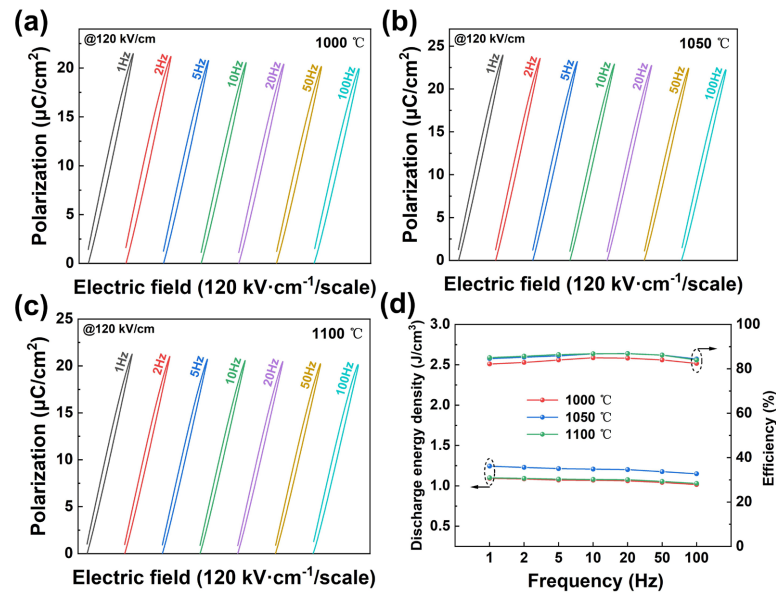 (a)
@120 kV/cm
1000 ℃
1Hz
2Hz
5Hz
10Hz
20Hz
50Hz
100Hz
20
15
10
5
0
Polarization (μC/cm²)
Electric field (120 kV·cm⁻¹/scale)
(b)
@120 kV/cm
1050 ℃
1Hz
2Hz
5Hz
10Hz
20Hz
50Hz
100Hz
25
20
15
10
5
0
Polarization (μC/cm²)
Electric field (120 kV·cm⁻¹/scale)
(c)
@120 kV/cm
1100 ℃
1Hz
2Hz
5Hz
10Hz
20Hz
50Hz
100Hz
25
20
15
10
5
0
Polarization (μC/cm²)
Electric field (120 kV·cm⁻¹/scale)
(d)
3.0
2.5
2.0
1.5
1.0
0.5
Discharge energy density (J/cm³)
1000 ℃
1050 ℃
1100 ℃
100
80
60
40
20
0
Efficiency (%)
1 2 5 10 20 50 100
Frequency (Hz)